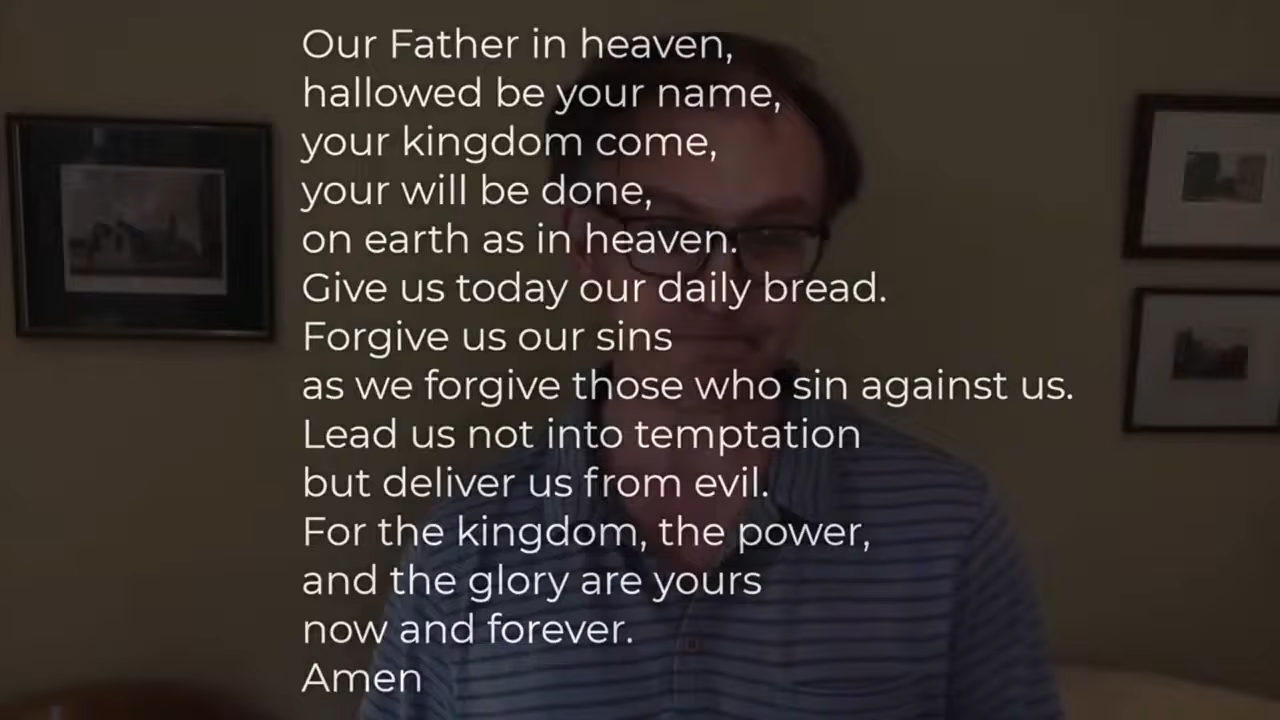 Our Father in heaven,
hallowed be your name,
your kingdom come,
your will be done,
on earth as in heaven.
Give us today our daily bread.
Forgive us our sins
as we forgive those who sin against us.
Lead us not into temptation
but deliver us from evil.
For the kingdom, the power,
and the glory are yours
now and forever.
Amen